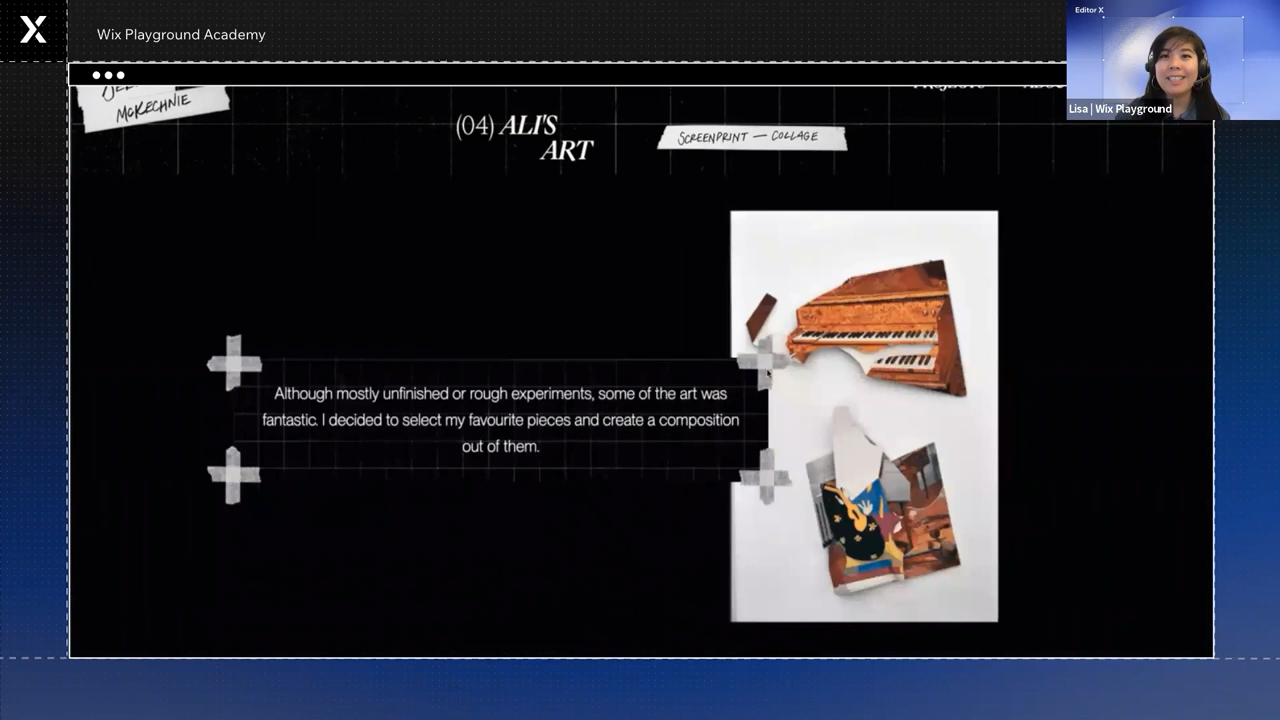 Wix Playground Academy
Editor X
Lisa | Wix Playground
McKECHNIE
PROJECTS
(04) ALI'S
ART
SCREENPRINT — COLLAGE
Although mostly unfinished or rough experiments, some of the art was
fantastic. I decided to select my favourite pieces and create a composition
out of them.